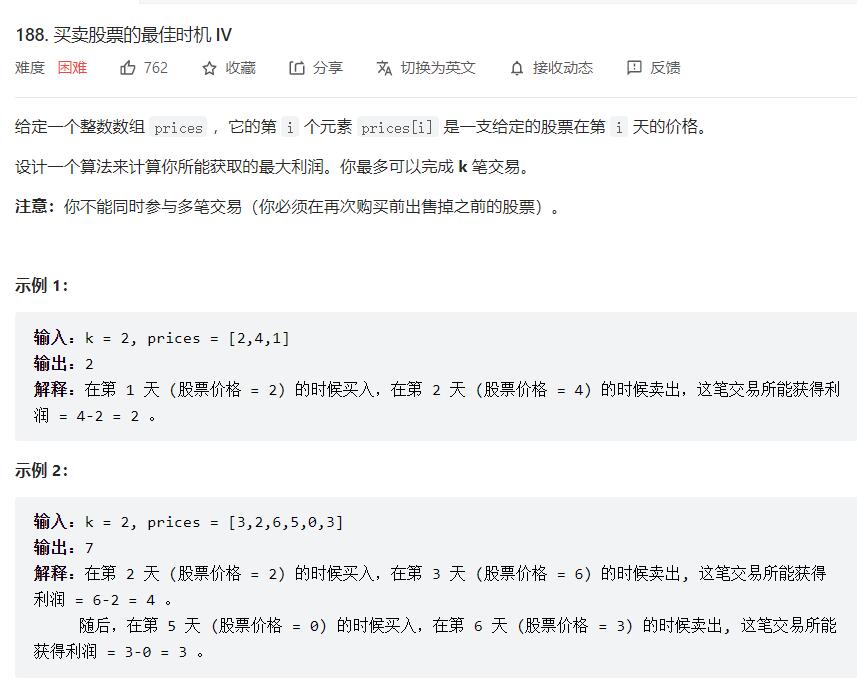 188. 买卖股票的最佳时机 IV
难度 困难 762 收藏 分享 切换为英文 接收动态 反馈
给定一个整数数组 prices ，它的第 i 个元素 prices[i] 是一支给定的股票在第 i 天的价格。
设计一个算法来计算你所能获取的最大利润。你最多可以完成 k 笔交易。
注意：你不能同时参与多笔交易（你必须在再次购买前出售掉之前的股票）。
示例 1：
输入：k = 2, prices = [2,4,1]
输出：2
解释：在第 1 天 (股票价格 = 2) 的时候买入，在第 2 天 (股票价格 = 4) 的时候卖出，这笔交易所能获得利
润 = 4-2 = 2 。
示例 2：
输入：k = 2, prices = [3,2,6,5,0,3]
输出：7
解释：在第 2 天 (股票价格 = 2) 的时候买入，在第 3 天 (股票价格 = 6) 的时候卖出, 这笔交易所能获得
利润 = 6-2 = 4 。
随后，在第 5 天 (股票价格 = 0) 的时候买入，在第 6 天 (股票价格 = 3) 的时候卖出, 这笔交易所能
获得利润 = 3-0 = 3 。